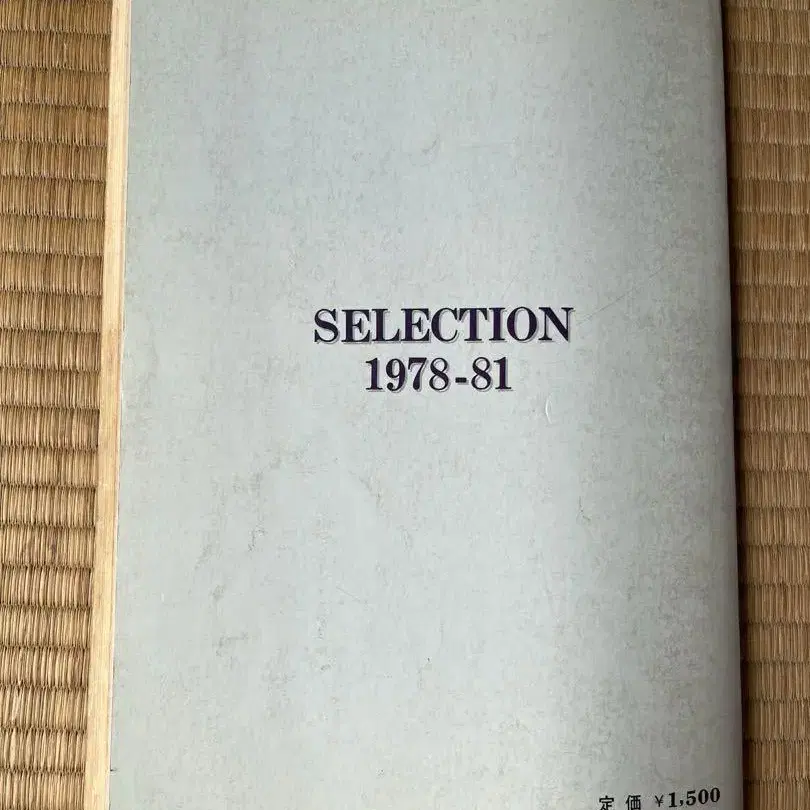 SELECTION
1978-81
定価 ¥1,500